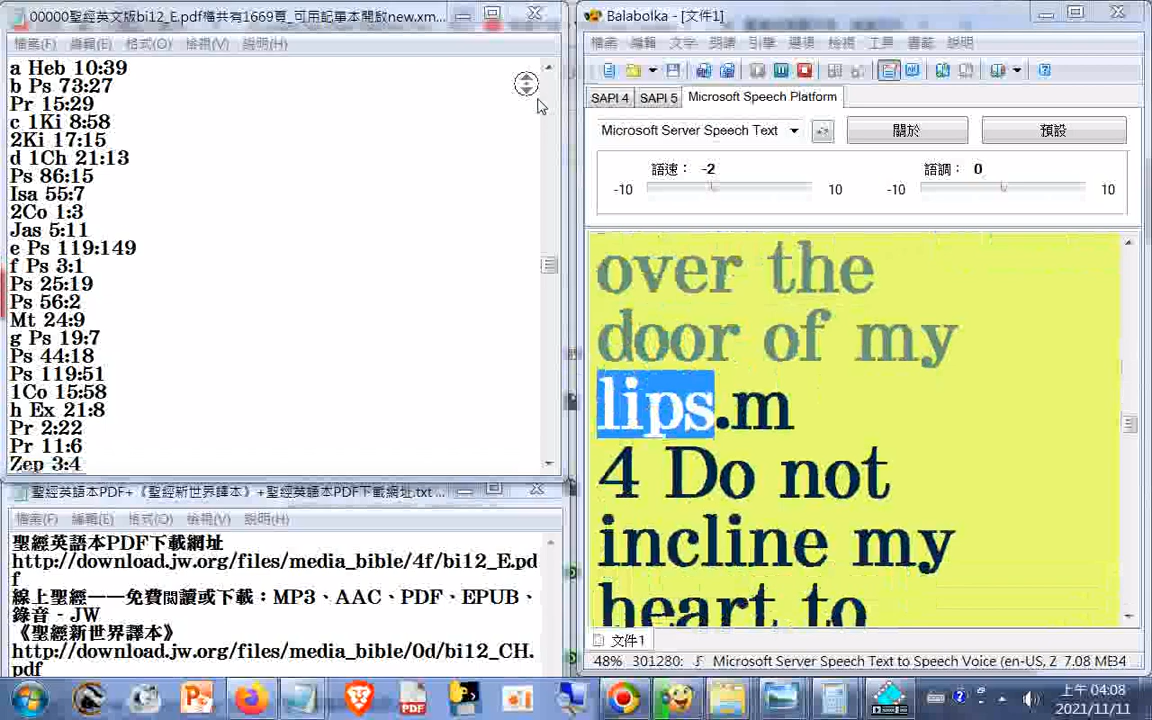 00000聖經英文版bi12_E.pdf檔共有1669頁_可用記事本開啟new.xm...
檔案(F) 編輯(E) 格式(O) 檢視(V) 說明(H)
a Heb 10:39
b Ps 73:27
Pr 15:29
c 1Ki 8:58
2Ki 17:15
d 1Ch 21:13
Ps 86:15
Isa 55:7
2Co 1:3
Jas 5:11
e Ps 119:149
f Ps 3:1
Ps 25:19
Ps 56:2
Mt 24:9
g Ps 19:7
Ps 44:18
Ps 119:51
1Co 15:58
h Ex 21:8
Pr 2:22
Pr 11:6
Zep 3:4
聖經英語本PDF+《聖經新世界譯本》+聖經英語本PDF下載網址.txt ...
檔案(F) 編輯(E) 格式(O) 檢視(V) 說明(H)
聖經英語本PDF下載網址
http://download.jw.org/files/media_bible/4f/bi12_E.pd
f
線上聖經——免費閱讀或下載：MP3、AAC、PDF、EPUB、
錄音 - JW
《聖經新世界譯本》
http://download.jw.org/files/media_bible/0d/bi12_CH.
pdf
Balabolka - [文件1]
檔案 編輯 文字 朗讀 引擎 選項 檢視 工具 書籤 說明
SAPI 4 SAPI 5 Microsoft Speech Platform
Microsoft Server Speech Text 關於 預設
語速： -2 語調： 0
-10 10 -10 10
over the
door of my
lips.m
4 Do not
incline my
heart to
文件1
48% 301280: Microsoft Server Speech Text to Speech Voice (en-US, Z 7.08 MB
上午 04:08
2021/11/11